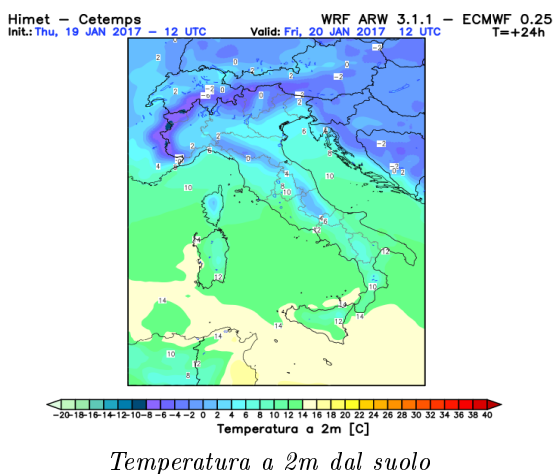 Himet – Cetemps WRF ARW 3.1.1 – ECMWF 0.25
Init.: Thu, 19 JAN 2017 – 12 UTC Valid: Fri, 20 JAN 2017 12 UTC T=+24h
-20 -18 -16 -14 -12 -10 -8 -6 -4 -2 0 2 4 6 8 10 12 14 16 18 20 22 24 26 28 30 32 34 36 38 40
Temperatura a 2m [C]
Temperatura a 2m dal suolo